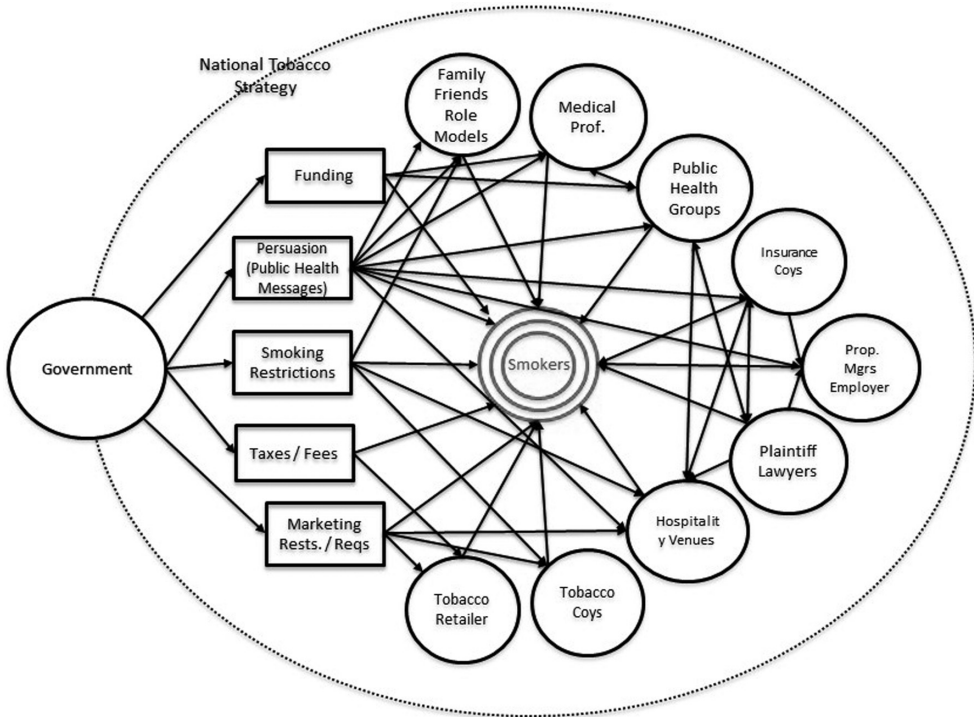 National Tobacco
Strategy
Family
Friends
Role
Models
Medical
Prof.
Public
Health
Groups
Insurance
Coys
Prop.
Mgrs
Employer
Plaintiff
Lawyers
Hospitalit
y Venues
Tobacco
Coys
Tobacco
Retailer
Funding
Persuasion
(Public Health
Messages)
Smoking
Restrictions
Taxes / Fees
Marketing
Rests. / Reqs
Government
Smokers